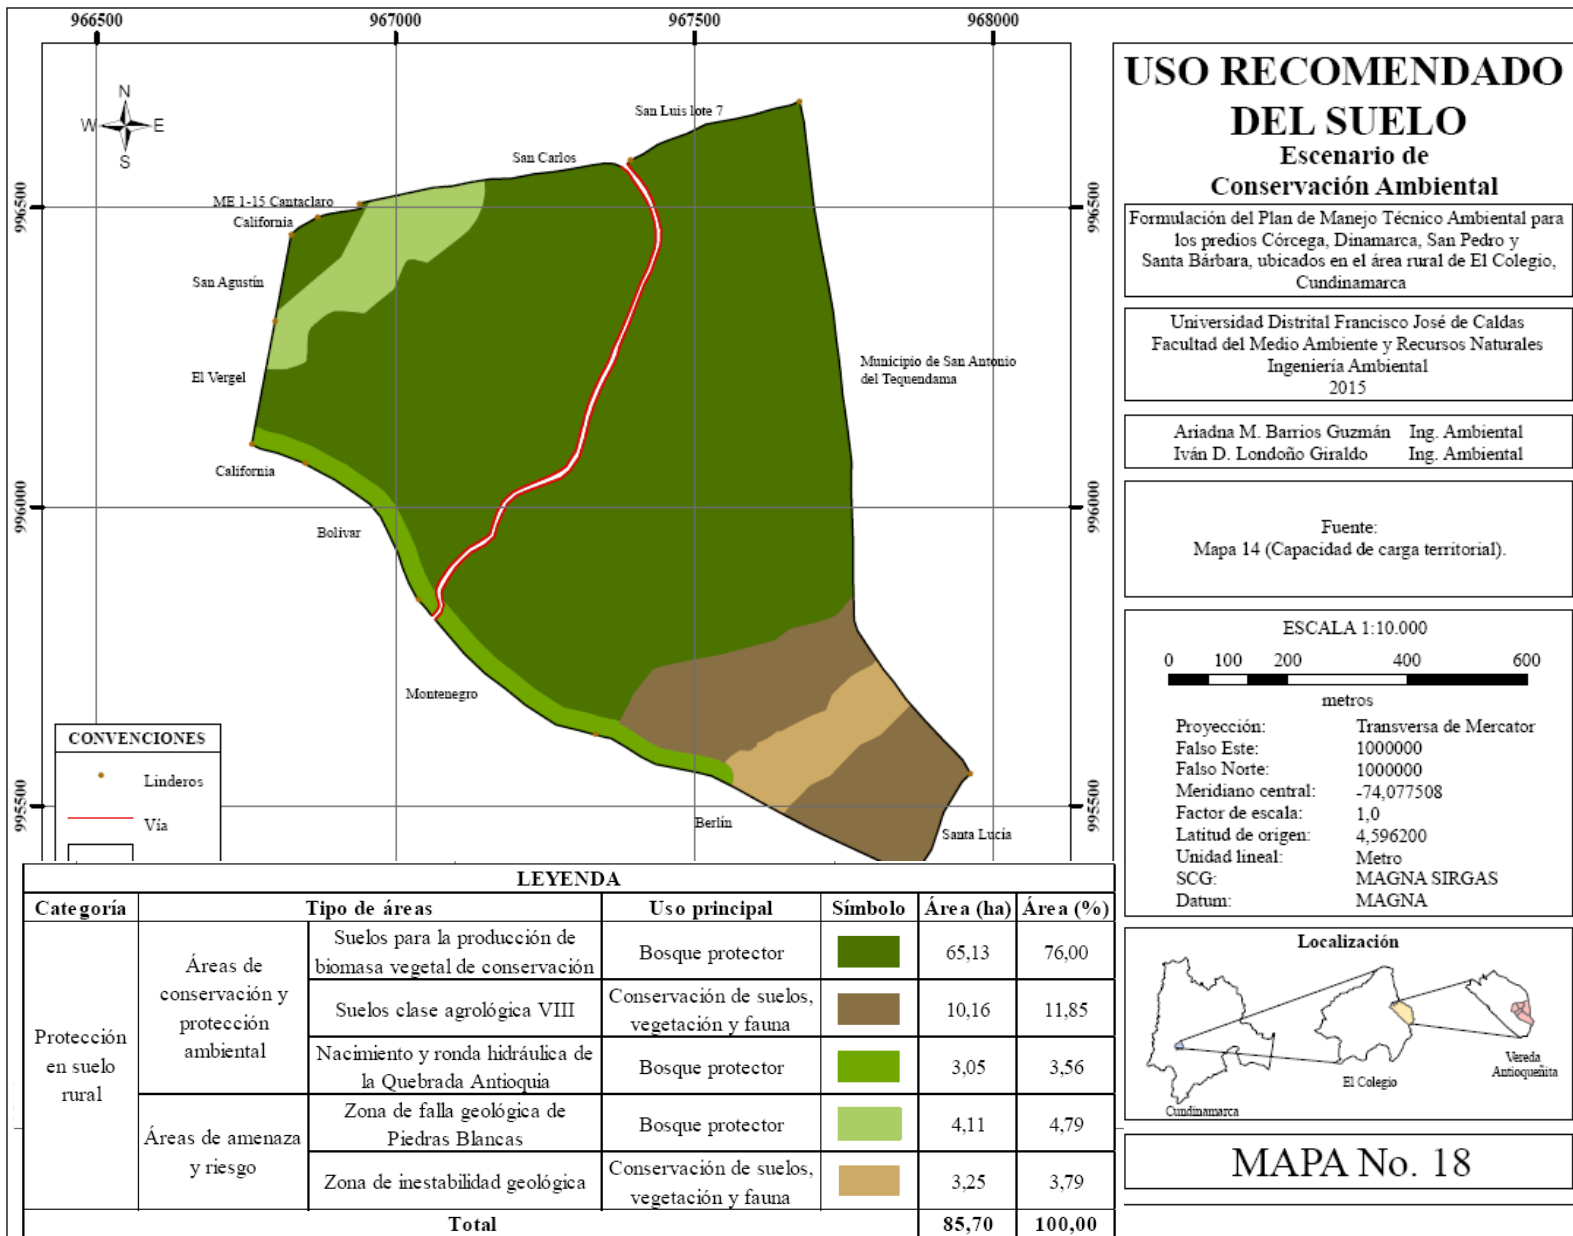 966500
967000
967500
968000
996500
996000
995500
996500
996000
995500
N
W
E
S
San Luis lote 7
San Carlos
ME 1-15 Cantaclaro
California
San Agustín
El Vergel
California
Bolivar
Montenegro
Berlín
Santa Lucía
Municipio de San Antonio
del Tequendama
CONVENCIONES
Linderos
Vía
LEYENDA
Categoría Tipo de áreas Uso principal Símbolo Área (ha) Área (%)
Protección
en suelo
rural
Áreas de
conservación y
protección
ambiental
Suelos para la producción de
biomasa vegetal de conservación
Bosque protector
65,13 76,00
Suelos clase agrológica VIII
Conservación de suelos,
vegetación y fauna
10,16 11,85
Nacimiento y ronda hidráulica de
la Quebrada Antioquia
Bosque protector
3,05 3,56
Áreas de amenaza
y riesgo
Zona de falla geológica de
Piedras Blancas
Bosque protector
4,11 4,79
Zona de inestabilidad geológica
Conservación de suelos,
vegetación y fauna
3,25 3,79
Total 85,70 100,00
USO RECOMENDADO
DEL SUELO
Escenario de
Conservación Ambiental
Formulación del Plan de Manejo Técnico Ambiental para
los predios Córcega, Dinamarca, San Pedro y
Santa Bárbara, ubicados en el área rural de El Colegio,
Cundinamarca
Universidad Distrital Francisco José de Caldas
Facultad del Medio Ambiente y Recursos Naturales
Ingeniería Ambiental
2015
Ariadna M. Barrios Guzmán Ing. Ambiental
Iván D. Londoño Giraldo Ing. Ambiental
Fuente:
Mapa 14 (Capacidad de carga territorial).
ESCALA 1:10.000
0 100 200 400 600
metros
Proyección: Transversa de Mercator
Falso Este: 1000000
Falso Norte: 1000000
Meridiano central: -74,077508
Factor de escala: 1,0
Latitud de origen: 4,596200
Unidad lineal: Metro
SCG: MAGNA SIRGAS
Datum: MAGNA
Localización
Cundinamarca
El Colegio
Vereda
Antioqueñita
MAPA No. 18